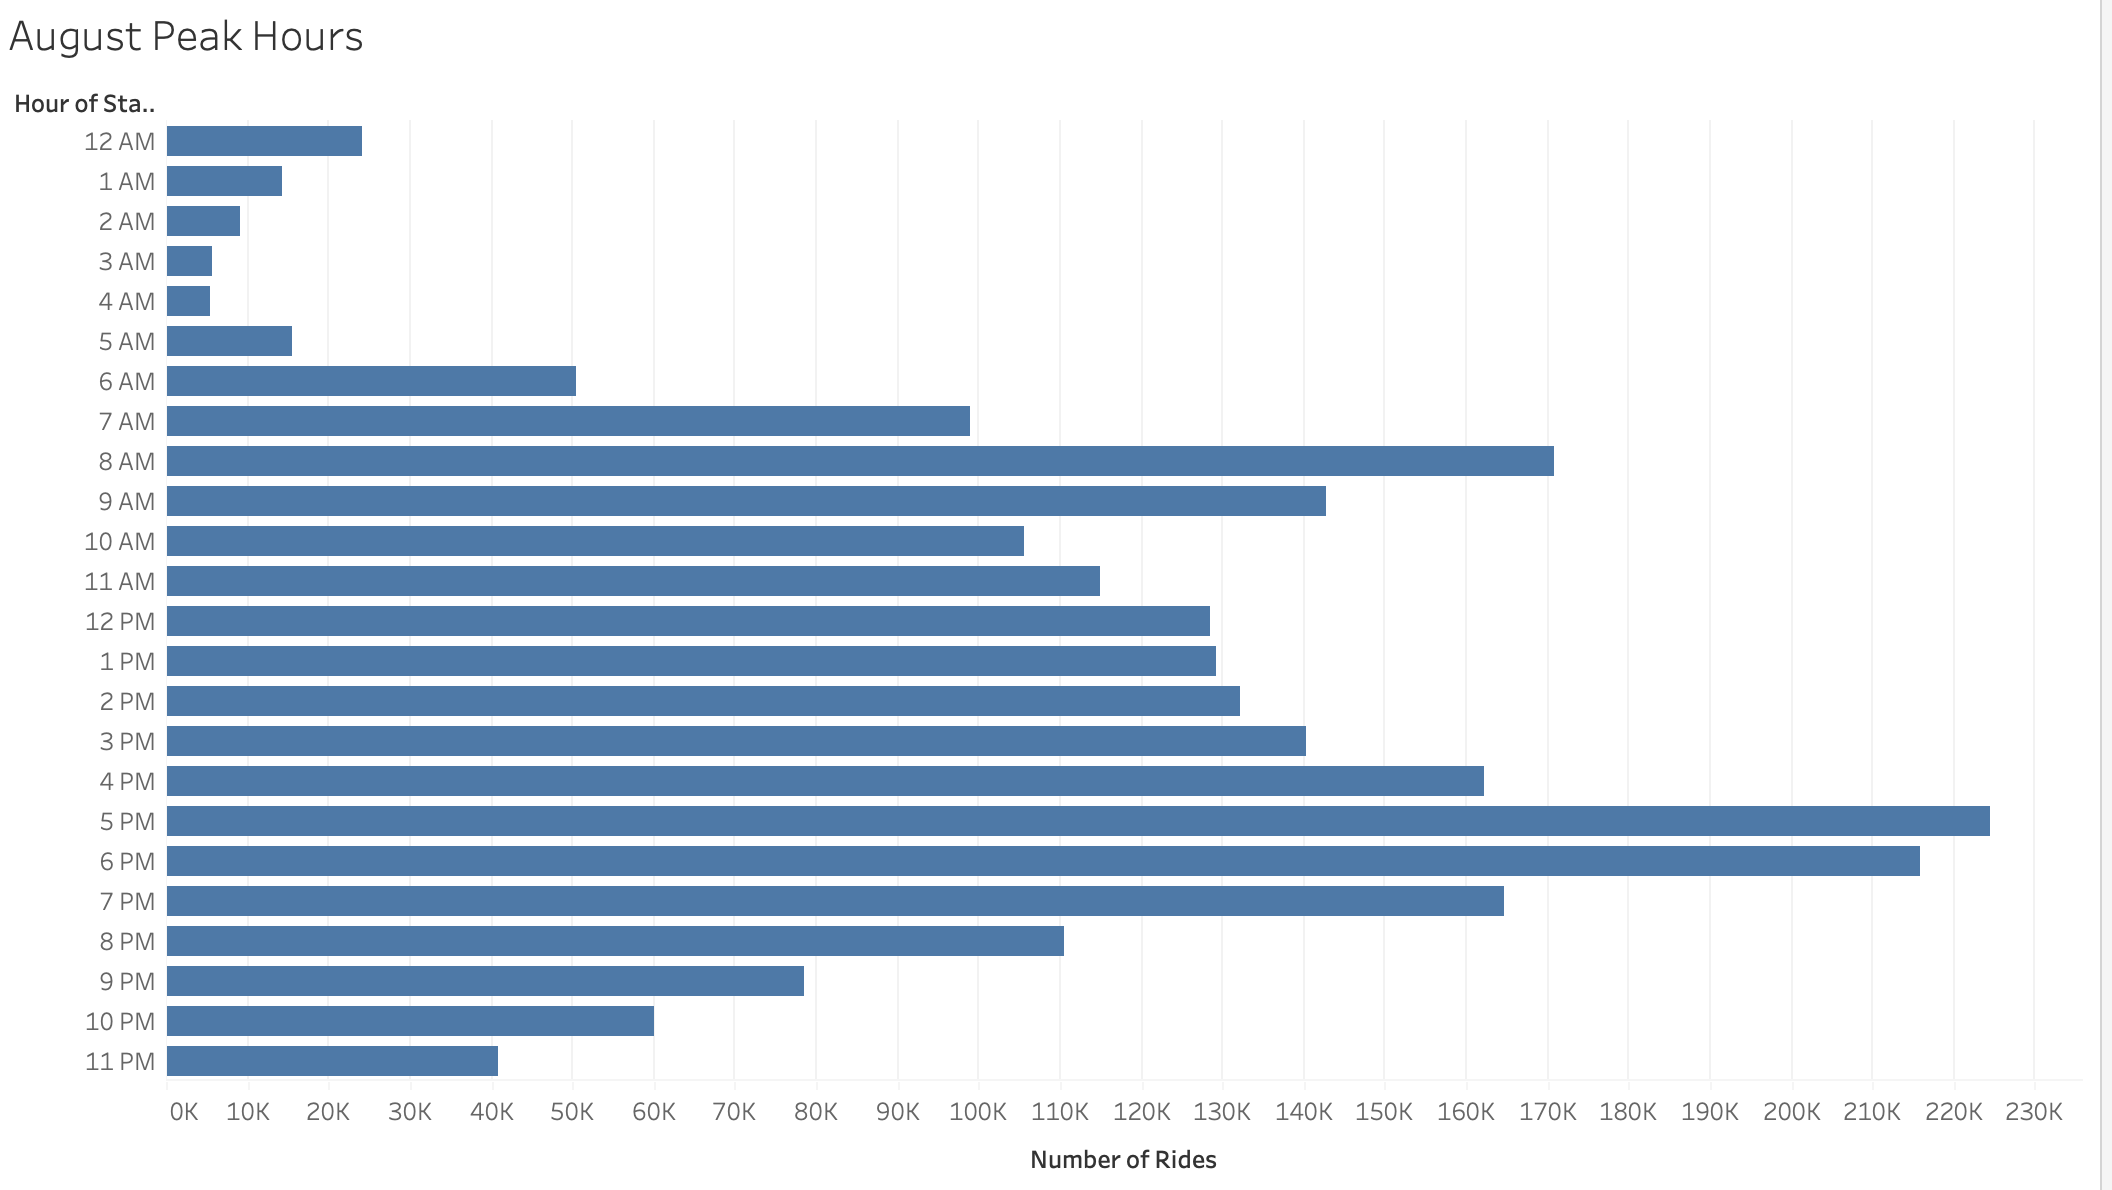 August Peak Hours
Hour of Sta..
12 AM
1 AM
2 AM
3 AM
4 AM
5 AM
6 AM
7 AM
8 AM
9 AM
10 AM
11 AM
12 PM
1 PM
2 PM
3 PM
4 PM
5 PM
6 PM
7 PM
8 PM
9 PM
10 PM
11 PM
0K 10K 20K 30K 40K 50K 60K 70K 80K 90K 100K 110K 120K 130K 140K 150K 160K 170K 180K 190K 200K 210K 220K 230K
Number of Rides